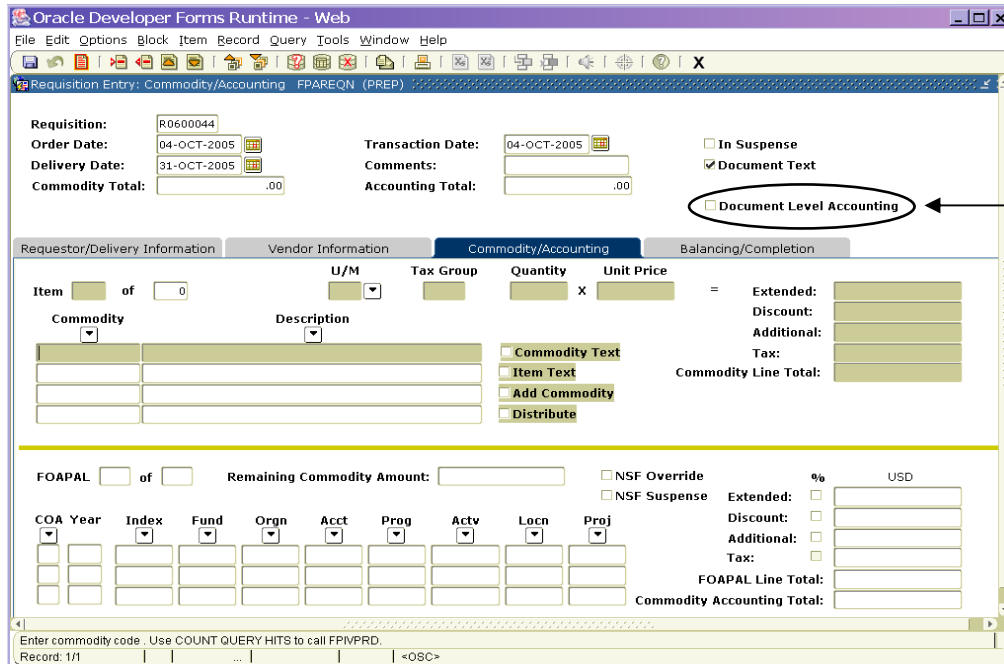 Oracle Developer Forms Runtime - Web
File Edit Options Block Item Record Query Tools Window Help
X
Requisition Entry: Commodity/Accounting FPAREQN (PREP)
Requisition: R0600044
Order Date: 04-OCT-2005 Transaction Date: 04-OCT-2005 In Suspense
Delivery Date: 31-OCT-2005 Comments: Document Text
Commodity Total: .00 Accounting Total: .00
Document Level Accounting
Requestor/Delivery Information Vendor Information Commodity/Accounting Balancing/Completion
U/M Tax Group Quantity Unit Price
Item of 0 X = Extended:
Discount:
Commodity Description
Additional:
Commodity Text Tax:
Item Text Commodity Line Total:
Add Commodity
Distribute
FOAPAL of Remaining Commodity Amount: NSF Override % USD
NSF Suspense Extended:
COA Year Index Fund Orgn Acct Prog Actv Locn Proj Discount:
Additional:
Tax:
FOAPAL Line Total:
Commodity Accounting Total:
Enter commodity code . Use COUNT QUERY HITS to call FPIVPRD.
Record: 1/1 ... <OSC>